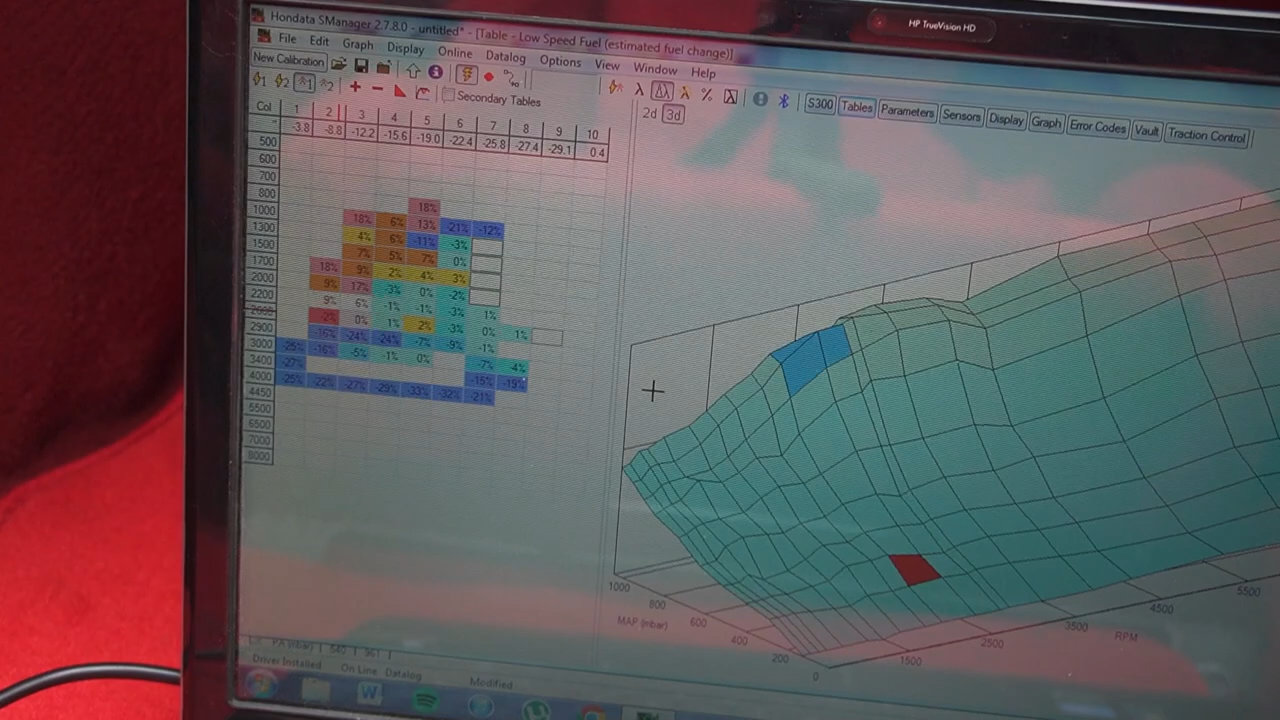 HP TrueVision HD
Hondata SManager 2.7.8.0 - untitled* - [Table - Low Speed Fuel (estimated fuel change)]
File Edit Graph Display Online Datalog Options View Window Help
New Calibration
S300 Tables Parameters Sensors Display Graph Error Codes Vault Traction Control
Secondary Tables
2d 3d
Col 1 2 3 4 5 6 7 8 9 10
-3.8 -8.8 -12.2 -15.6 -19.0 -22.4 -25.8 -27.4 -29.1 0.4
500
600
700
800
1000 18%
1300 18% 6% 13% -21% -12%
1500 4% 6% -11% -3%
1700 7% 5% 7% 0%
2000 18% 9% 2% 4% 3%
2200 9% 17% -3% 0% -2%
9% 6% -1% -1% -3% 1%
2900 -2% 0% 1% 2% -3% 0% 1%
3000 -16% -24% -24% -7% -9% -1%
3400 -25% -16% -5% -1% 0% -7% -4%
4000 -27% -15% -19%
4450 -25% -22% -27% -29% -33% -32% -21%
5500
6500
7000
8000
1000 800 600 400 200 0
MAP (mbar)
1500 2500 3500 4500 5500
RPM
PA (mbar) 540 961
Driver Installed On Line Datalog Modified
W